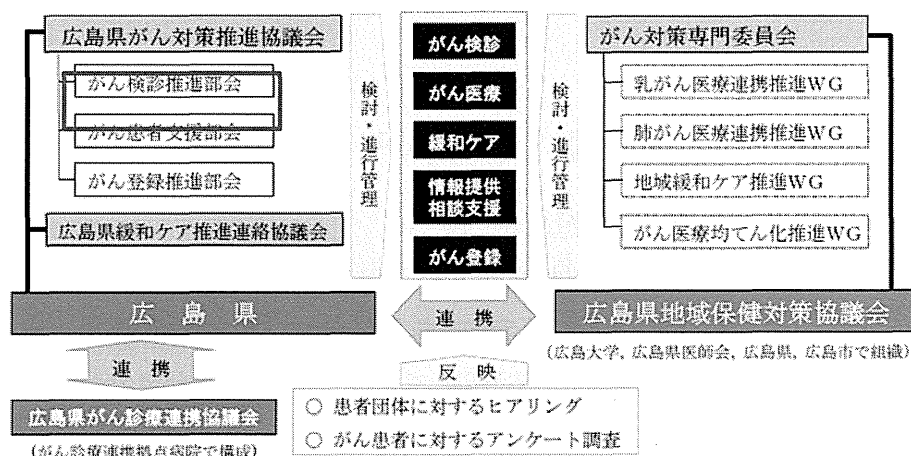 広島県がん対策推進協議会
がん検診推進部会
がん患者支援部会
がん登録推進部会
広島県緩和ケア推進連絡協議会
検討・進行管理
がん検診
がん医療
緩和ケア
情報提供
相談支援
がん登録
検討・進行管理
がん対策専門委員会
乳がん医療連携推進WG
肺がん医療連携推進WG
地域緩和ケア推進WG
がん医療均てん化推進WG
広島県
連携
広島県地域保健対策協議会
(広島大学、広島県医師会、広島県、広島市で組織)
連携
反映
広島県がん診療連携協議会
(がん診療連携拠点病院で構成)
○ 患者団体に対するヒアリング
○ がん患者に対するアンケート調査